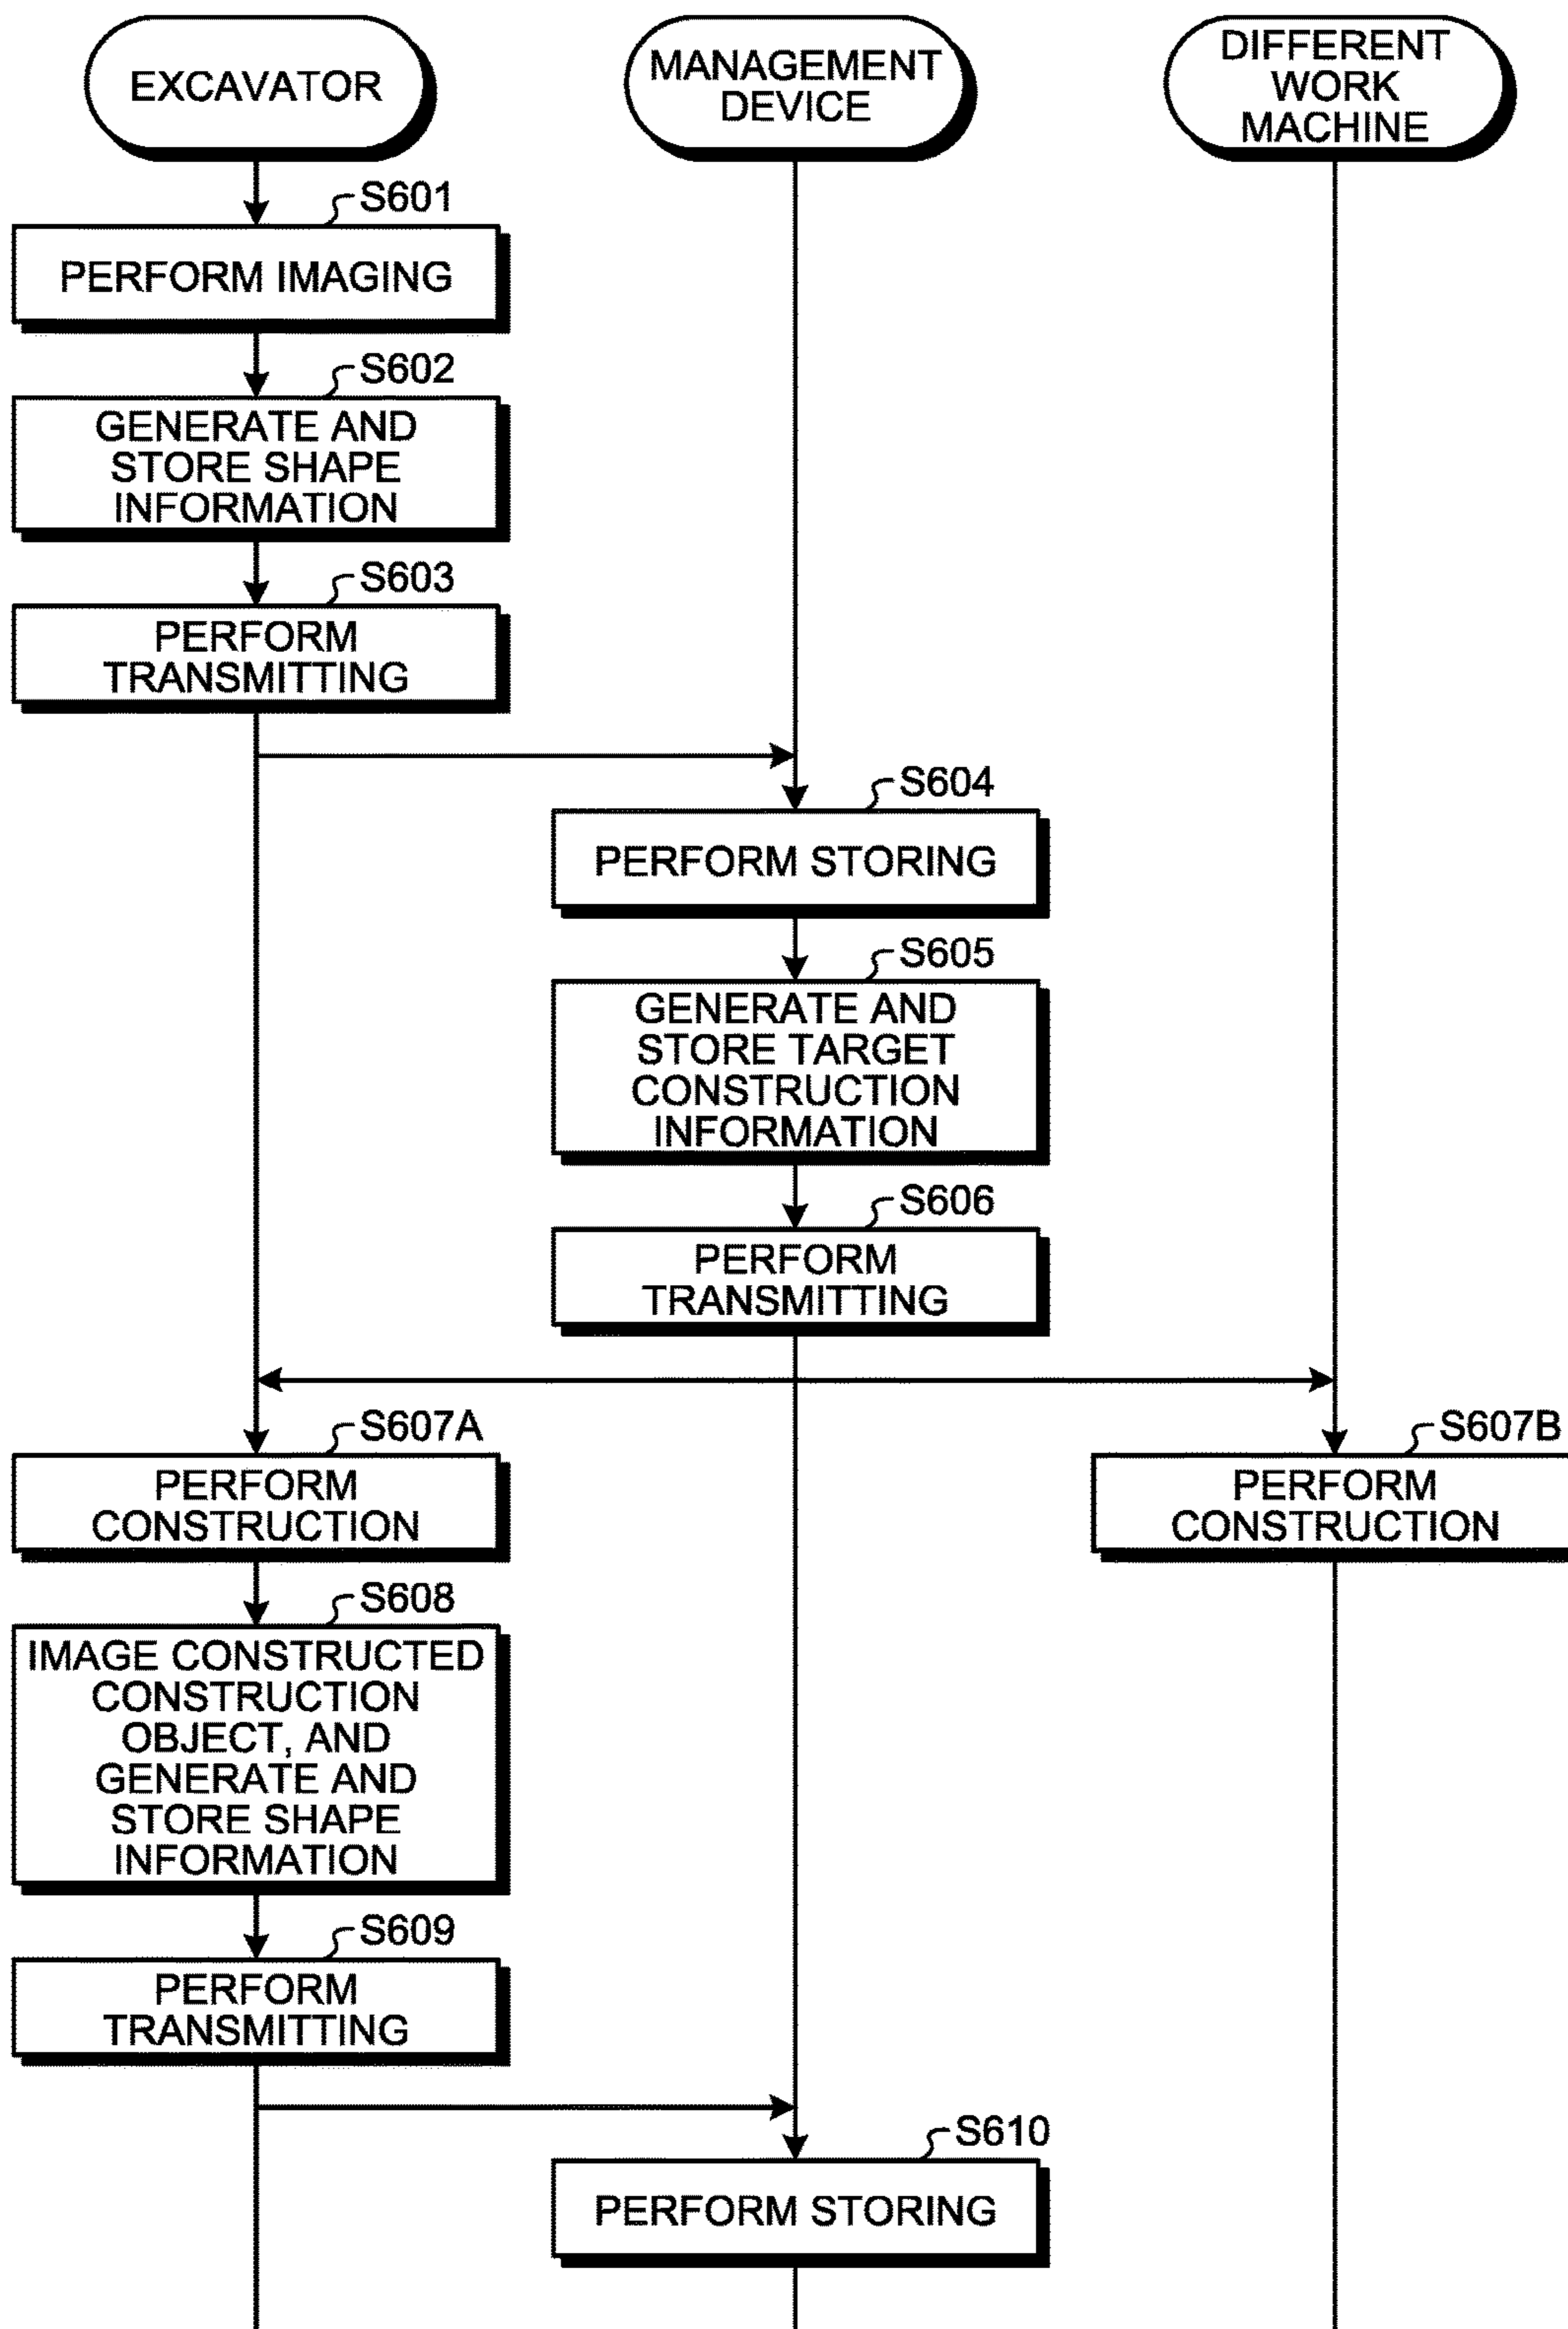 EXCAVATOR
MANAGEMENT
DEVICE
DIFFERENT
WORK
MACHINE
S601
PERFORM IMAGING
S602
GENERATE AND
STORE SHAPE
INFORMATION
S603
PERFORM
TRANSMITTING
S604
PERFORM STORING
S605
GENERATE AND
STORE TARGET
CONSTRUCTION
INFORMATION
S606
PERFORM
TRANSMITTING
S607A
PERFORM
CONSTRUCTION
S607B
PERFORM
CONSTRUCTION
S608
IMAGE CONSTRUCTED
CONSTRUCTION
OBJECT, AND
GENERATE AND
STORE SHAPE
INFORMATION
S609
PERFORM
TRANSMITTING
S610
PERFORM STORING